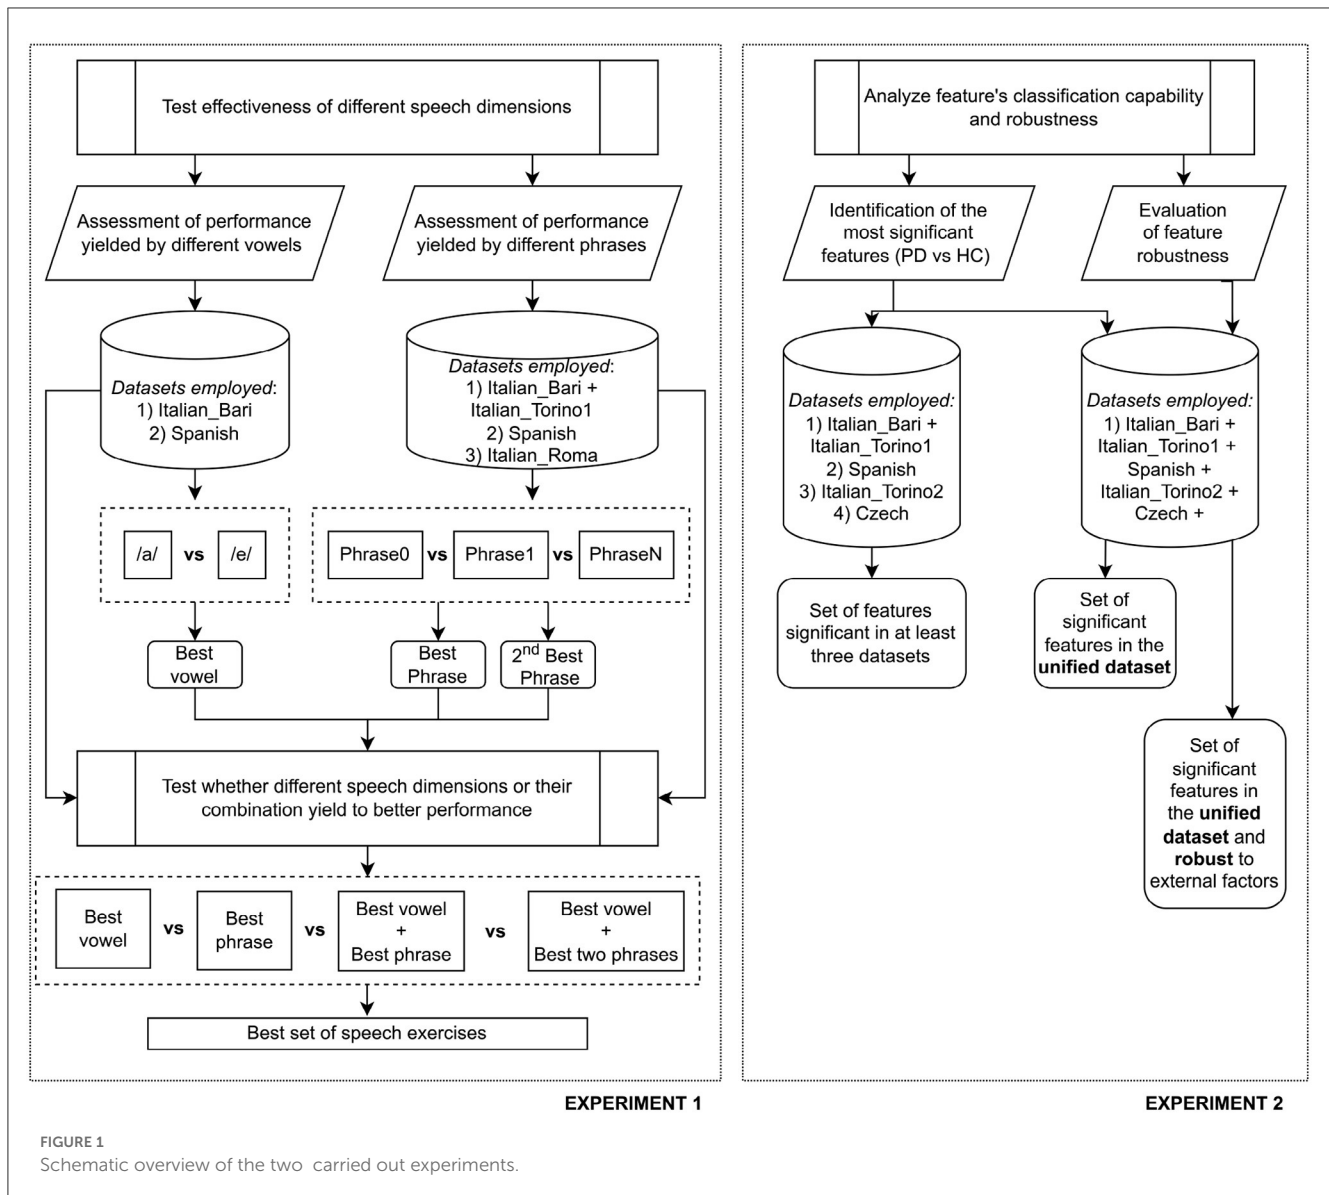 Test effectiveness of different speech dimensions
Assessment of performance
yielded by different vowels
Assessment of performance
yielded by different phrases
Datasets employed:
1) Italian_Bari
2) Spanish
Datasets employed:
1) Italian_Bari +
Italian_Torino1
2) Spanish
3) Italian_Roma
/a/ vs /e/
Phrase0 vs Phrase1 vs PhraseN
Best
vowel
Best
Phrase
2nd Best
Phrase
Test whether different speech dimensions or their
combination yield to better performance
Best
vowel
vs
Best
phrase
vs
Best vowel
+
Best phrase
vs
Best vowel
+
Best two phrases
Best set of speech exercises
EXPERIMENT 1
Analyze feature's classification capability
and robustness
Identification of the
most significant
features (PD vs HC)
Evaluation
of feature
robustness
Datasets employed:
1) Italian_Bari +
Italian_Torino1
2) Spanish
3) Italian_Torino2
4) Czech
Datasets employed:
1) Italian_Bari +
Italian_Torino1 +
Spanish +
Italian_Torino2 +
Czech +
Set of features
significant in at least
three datasets
Set of
significant
features in the
unified dataset
Set of
significant
features in
the unified
dataset and
robust to
external factors
EXPERIMENT 2
FIGURE 1
Schematic overview of the two carried out experiments.